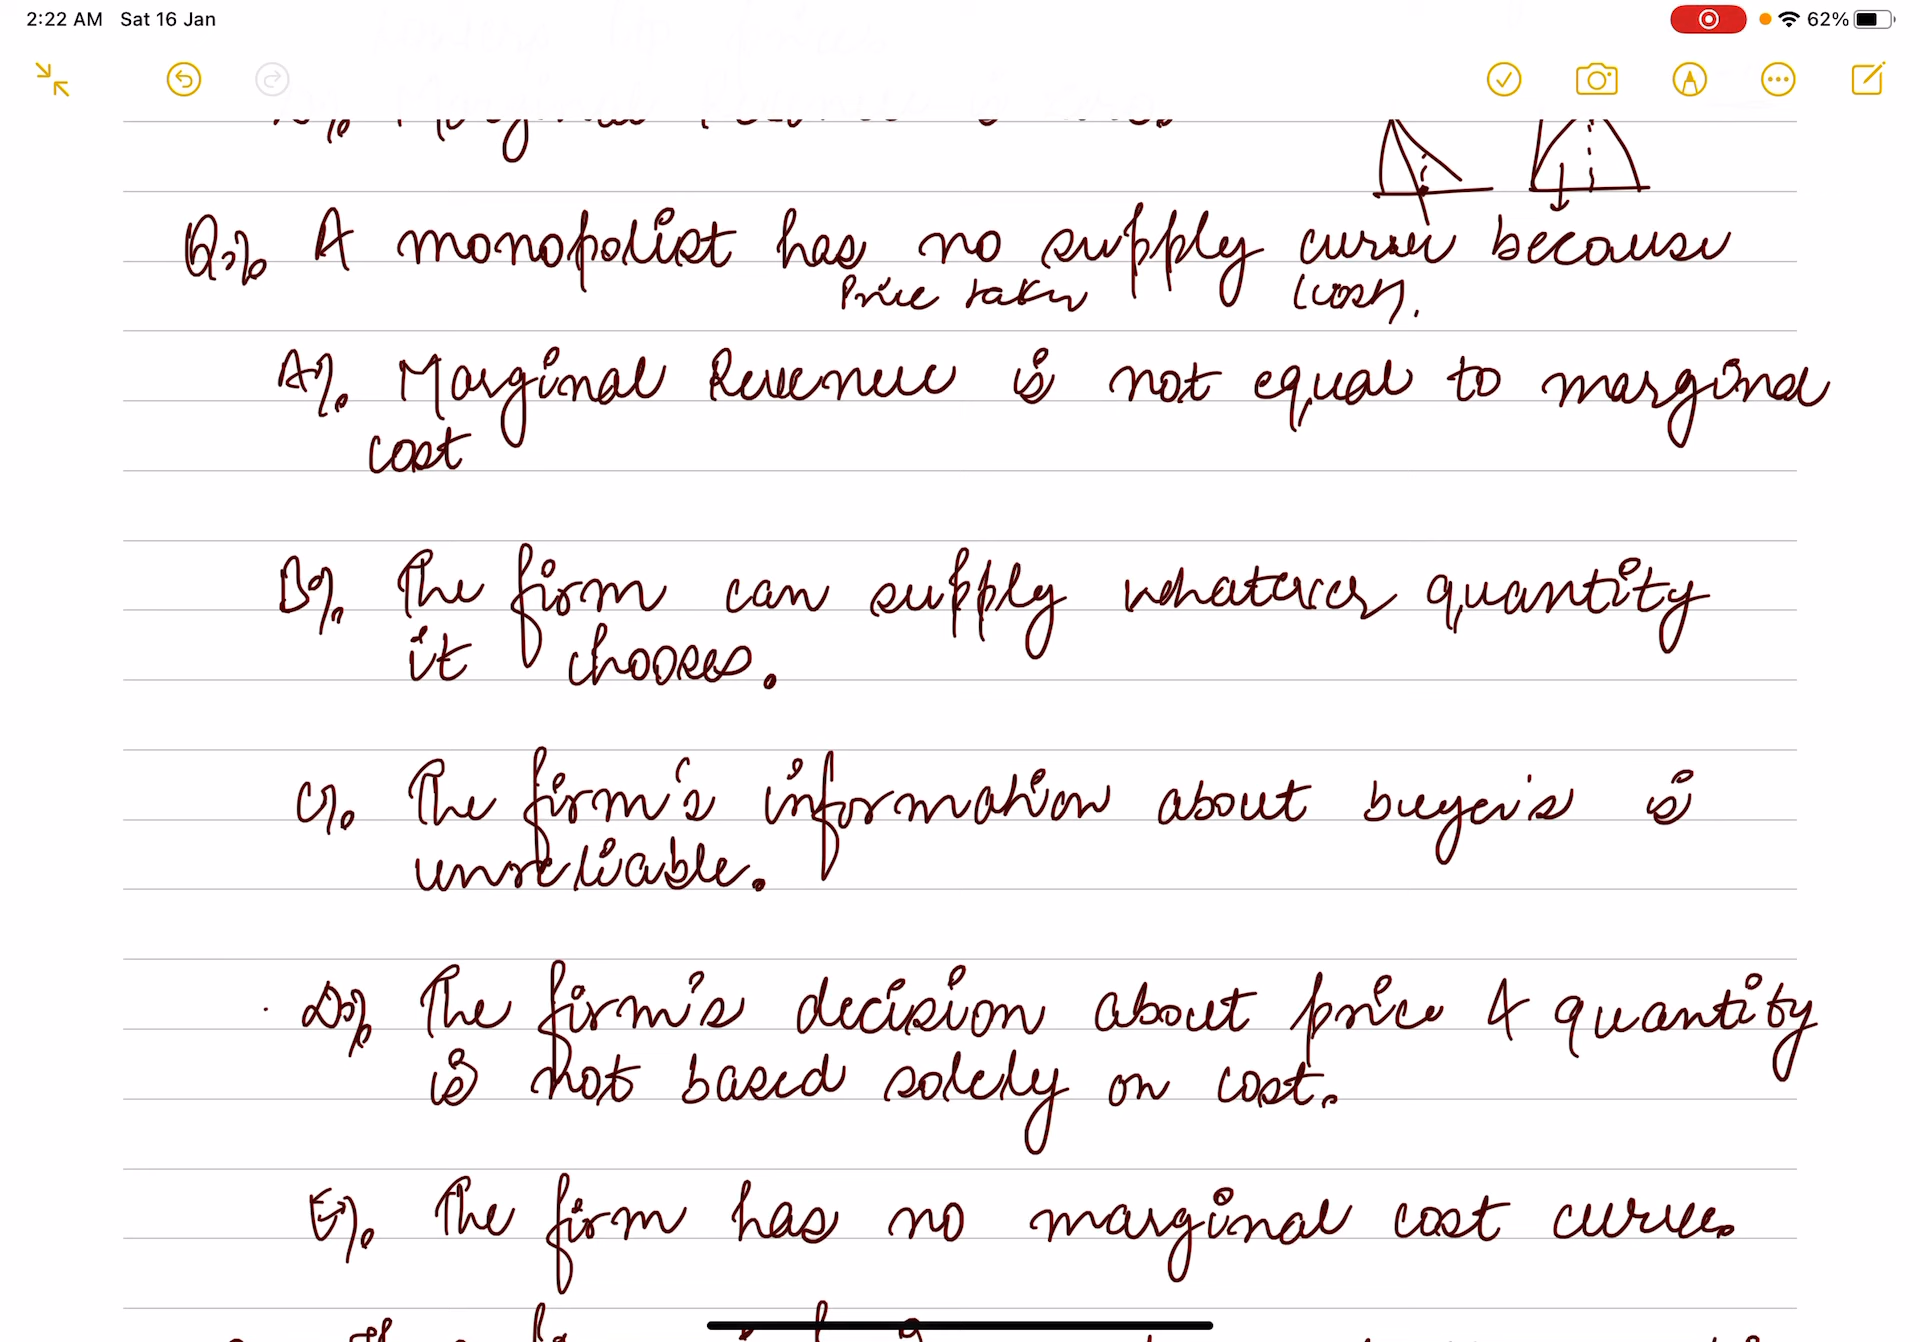 2:22 AM Sat 16 Jan
62%
Q:% A monopolist has no supply curve because
Price taker (cost).
A%. Marginal Revenue is not equal to marginal
cost
B%. The firm can supply whatever quantity
it chooses.
C%. The firm's information about buyer's is
unreliable.
D% The firm's decision about price & quantity
is not based solely on cost.
E%. The firm has no marginal cost curve.